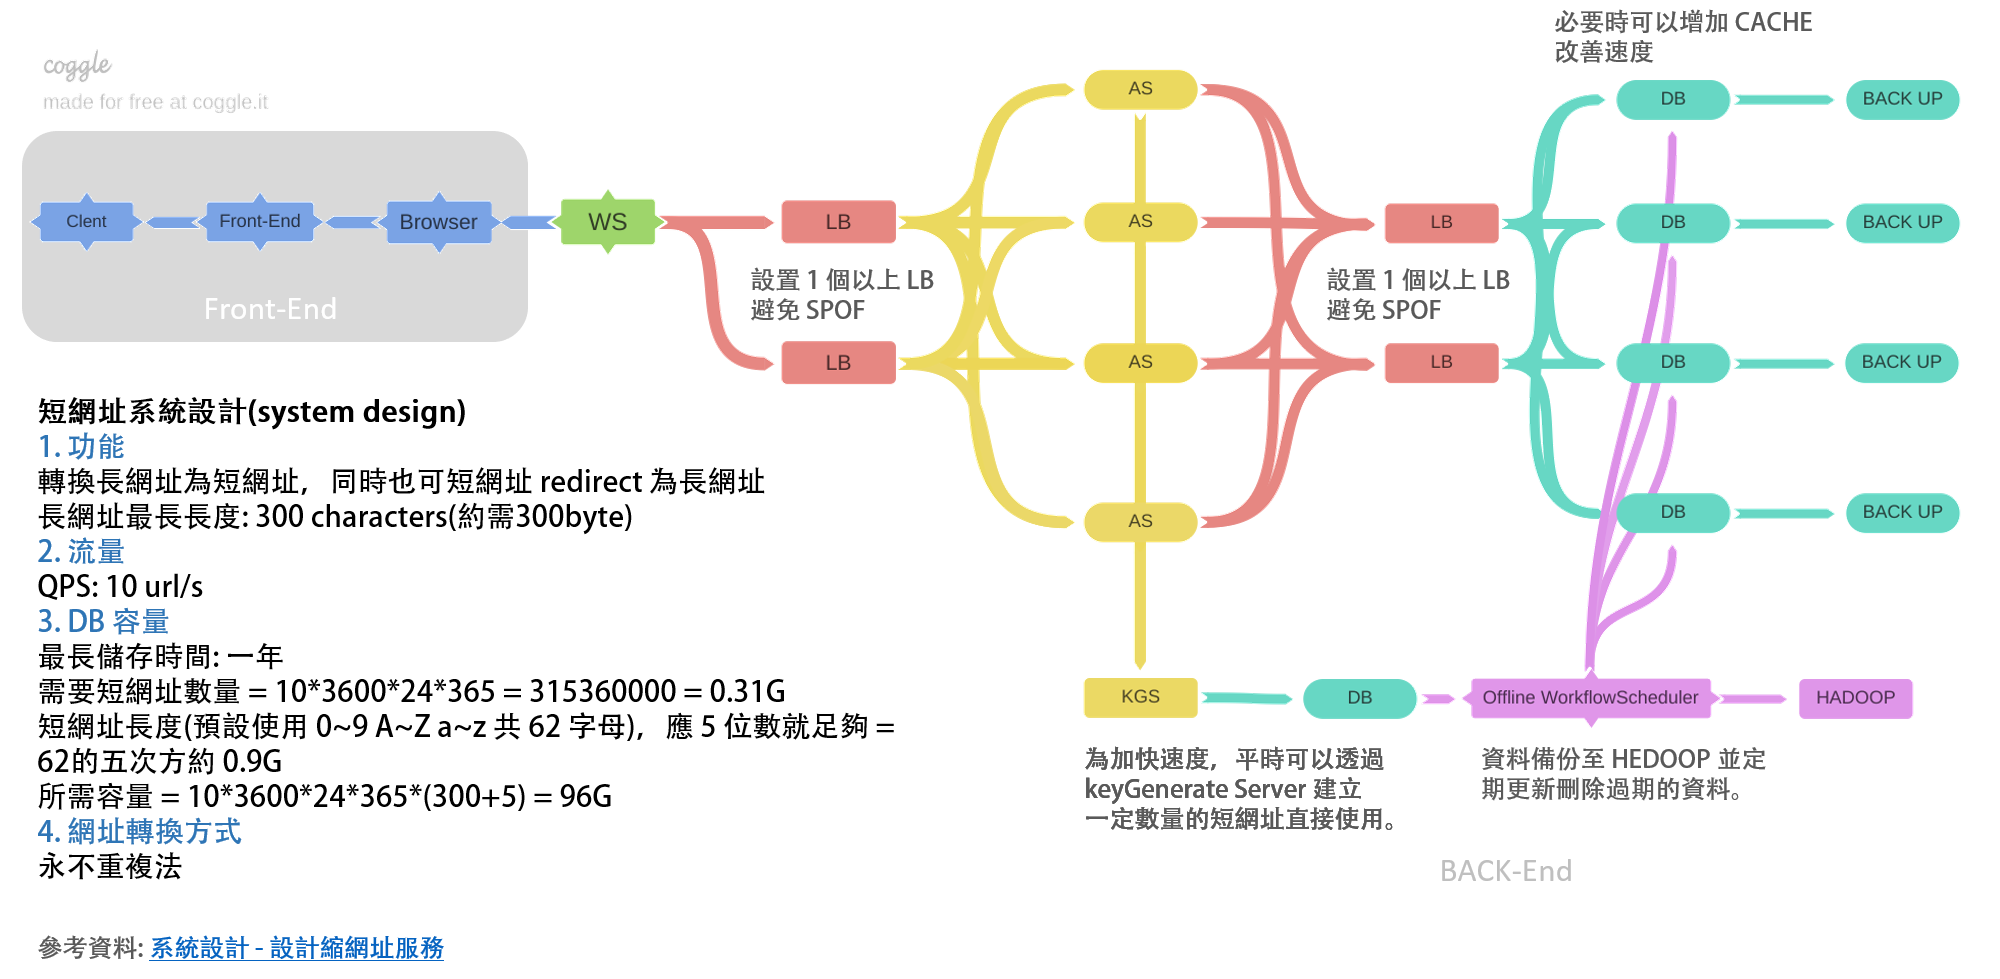 必要時可以增加 CACHE
改善速度
coggle
made for free at coggle.it
AS
DB
BACK UP
Clent
Front-End
Browser
WS
LB
AS
LB
DB
BACK UP
設置 1 個以上 LB
避免 SPOF
設置 1 個以上 LB
避免 SPOF
Front-End
LB
AS
LB
DB
BACK UP
AS
DB
BACK UP
短網址系統設計(system design)
1. 功能
轉換長網址為短網址，同時也可短網址 redirect 為長網址
長網址最長長度: 300 characters(約需300byte)
2. 流量
QPS: 10 url/s
3. DB 容量
最長儲存時間: 一年
需要短網址數量 = 10*3600*24*365 = 315360000 = 0.31G
短網址長度(預設使用 0~9 A~Z a~z 共 62 字母)，應 5 位數就足夠 =
62的五次方約 0.9G
所需容量 = 10*3600*24*365*(300+5) = 96G
4. 網址轉換方式
永不重複法
KGS
DB
Offline WorkflowScheduler
HADOOP
為加快速度，平時可以透過
keyGenerate Server 建立
一定數量的短網址直接使用。
資料備份至 HEDOOP 並定
期更新刪除過期的資料。
BACK-End
參考資料: 系統設計 - 設計縮網址服務